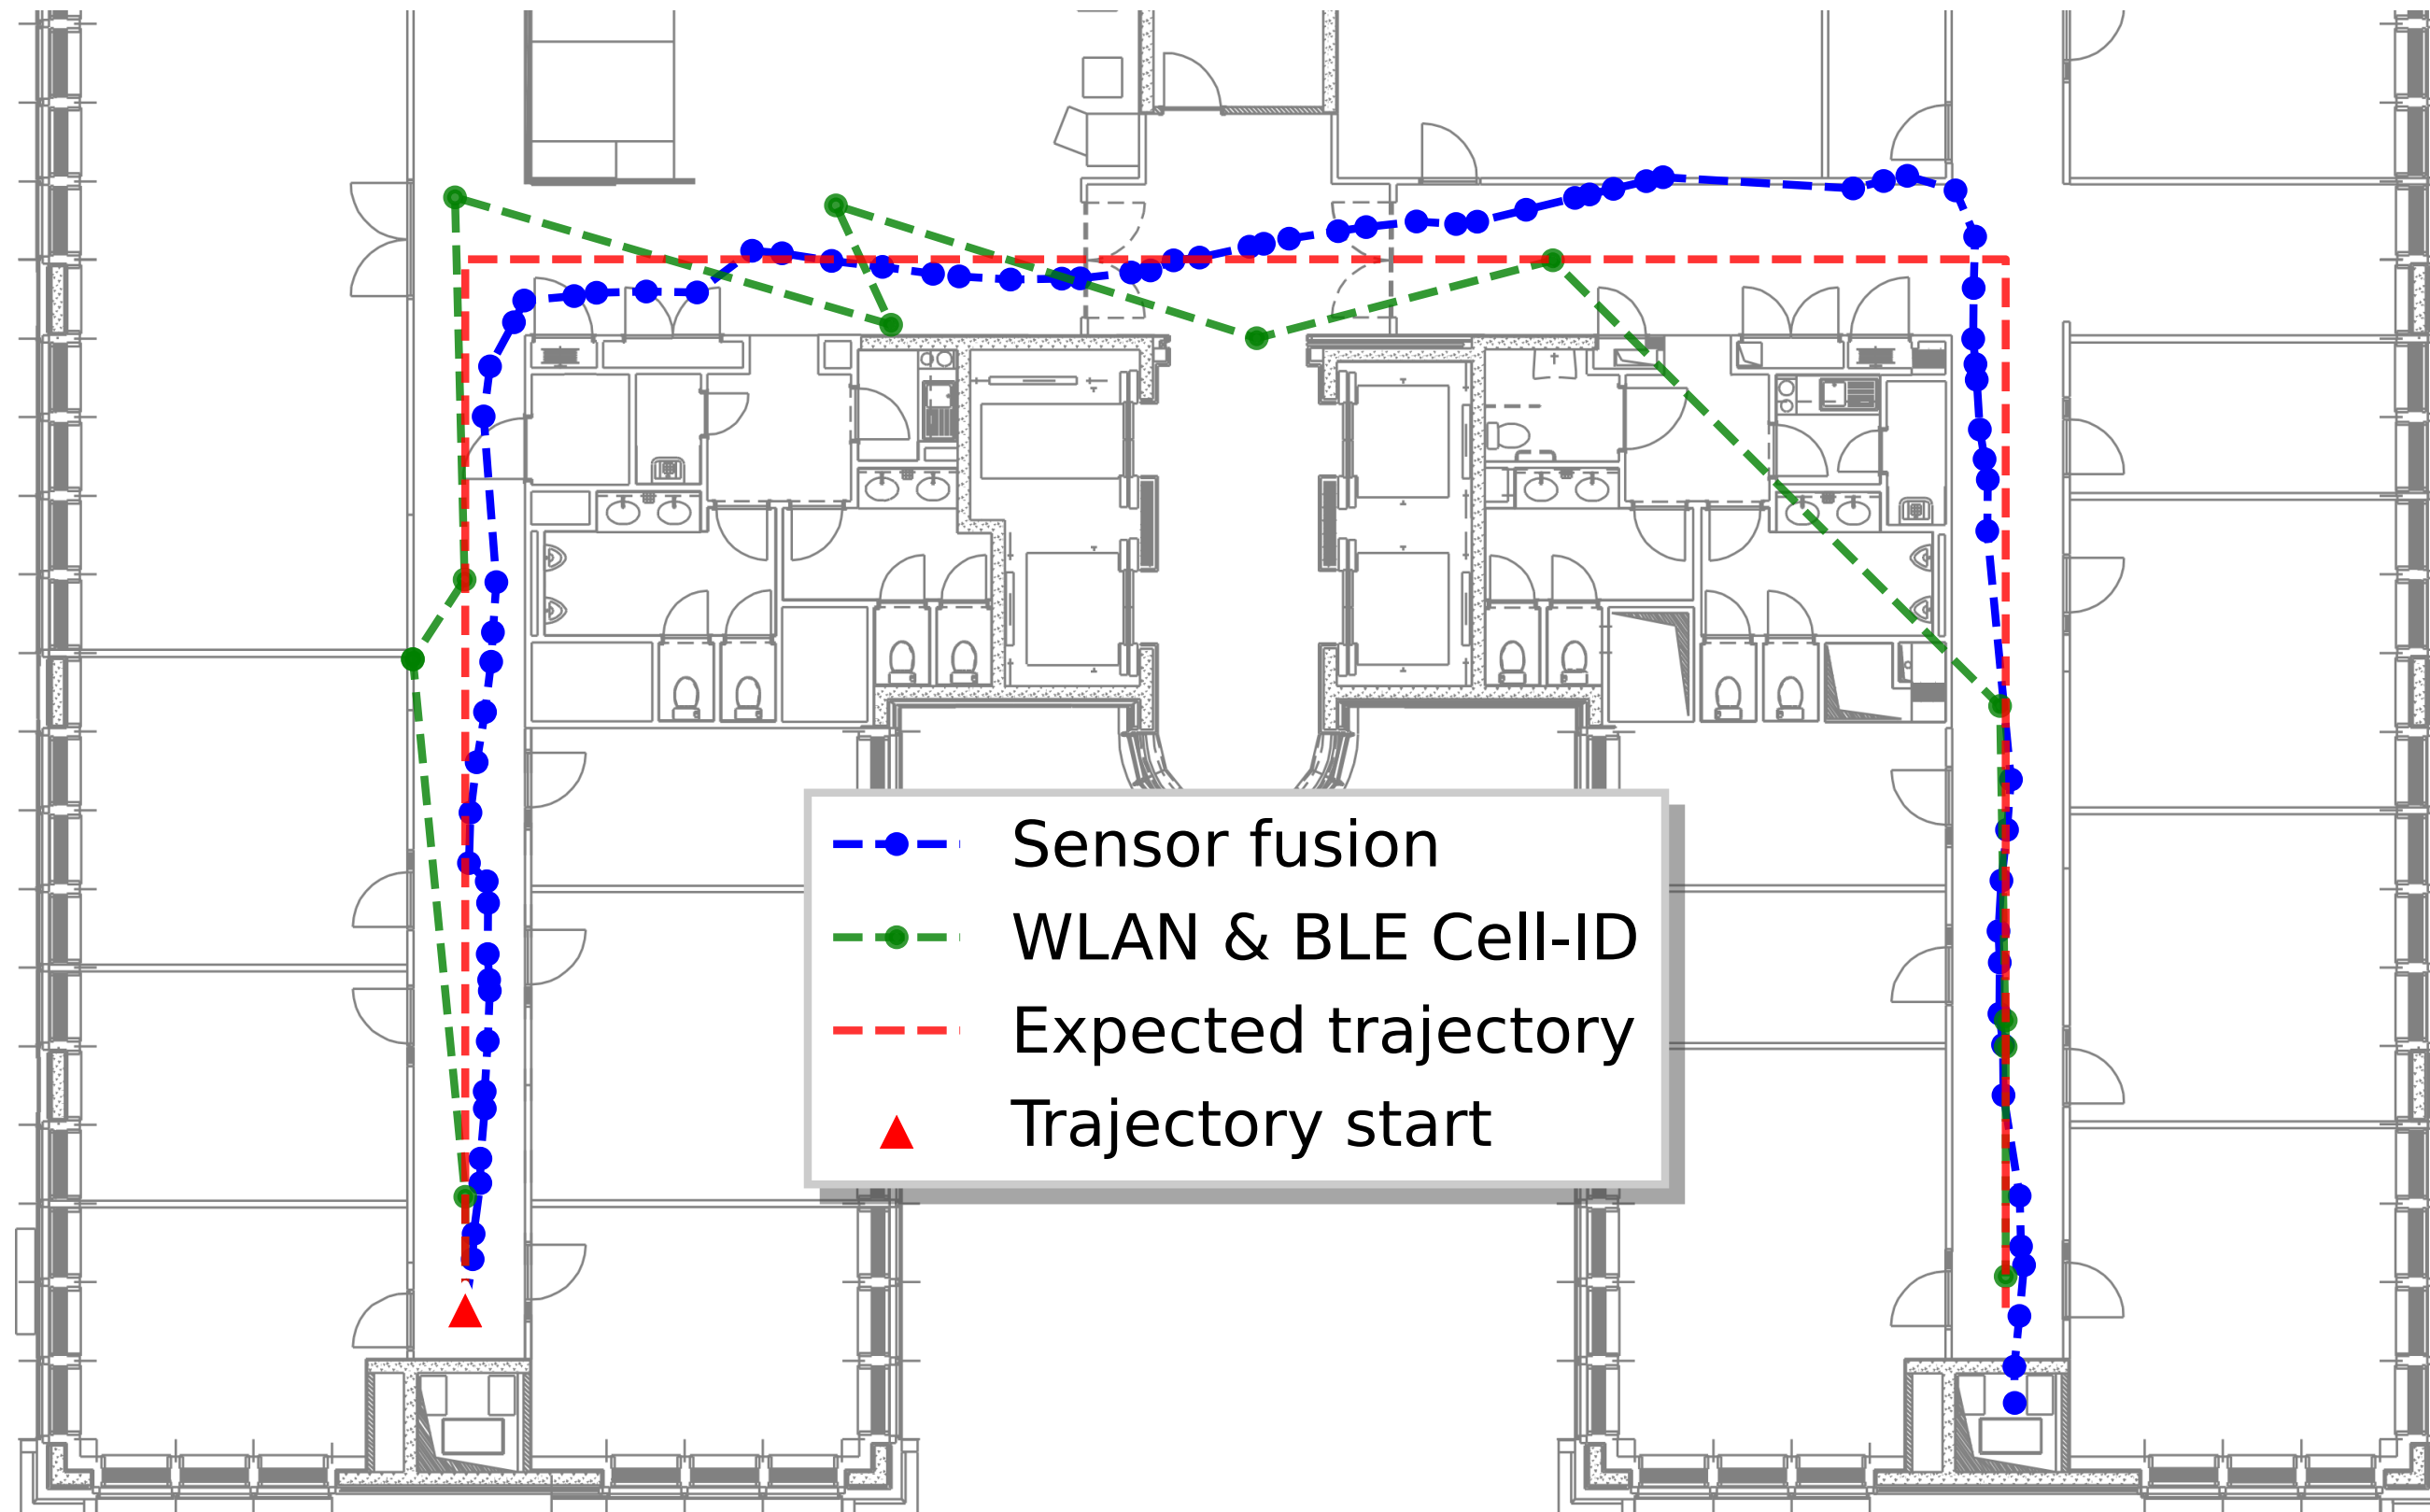 Sensor fusion
WLAN & BLE Cell-ID
Expected trajectory
Trajectory start